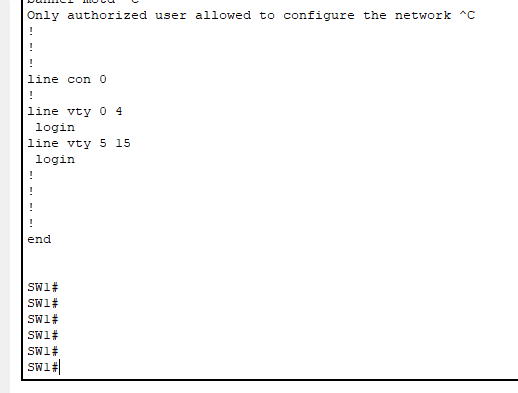 Only authorized user allowed to configure the network ^C
!
!
!
line con 0
!
line vty 0 4
login
line vty 5 15
login
!
!
!
!
end
SW1#
SW1#
SW1#
SW1#
SW1#
SW1#